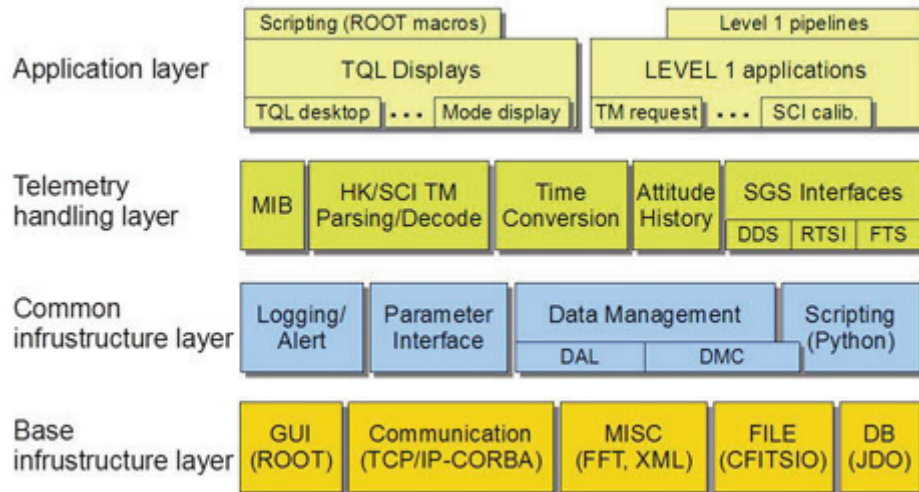 Application layer
Scripting (ROOT macros)
TQL Displays
TQL desktop ••• Mode display
Level 1 pipelines
LEVEL 1 applications
TM request ••• SCI calib.
Telemetry
handling layer
MIB
HK/SCI TM
Parsing/Decode
Time
Conversion
Attitude
History
SGS Interfaces
DDS RTSI FTS
Common
infrustructure layer
Logging/
Alert
Parameter
Interface
Data Management
DAL DMC
Scripting
(Python)
Base
infrustructure layer
GUI
(ROOT)
Communication
(TCP/IP-CORBA)
MISC
(FFT, XML)
FILE
(CFITSIO)
DB
(JDO)